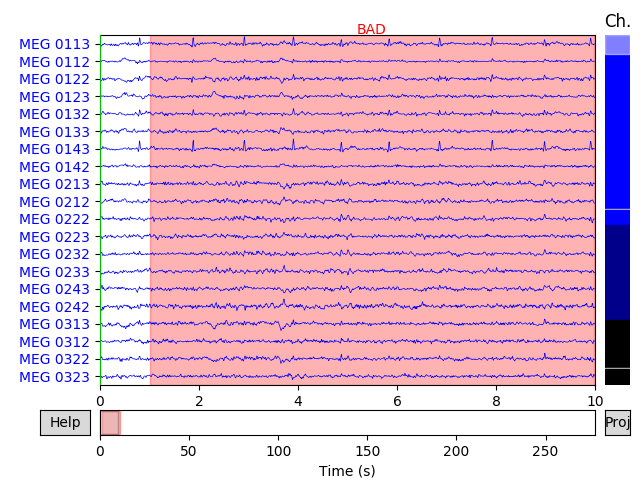 Ch.
BAD
MEG 0113
MEG 0112
MEG 0122
MEG 0123
MEG 0132
MEG 0133
MEG 0143
MEG 0142
MEG 0213
MEG 0212
MEG 0222
MEG 0223
MEG 0232
MEG 0233
MEG 0243
MEG 0242
MEG 0313
MEG 0312
MEG 0322
MEG 0323
0 2 4 6 8 10
Help
Proj
0 50 100 150 200 250
Time (s)